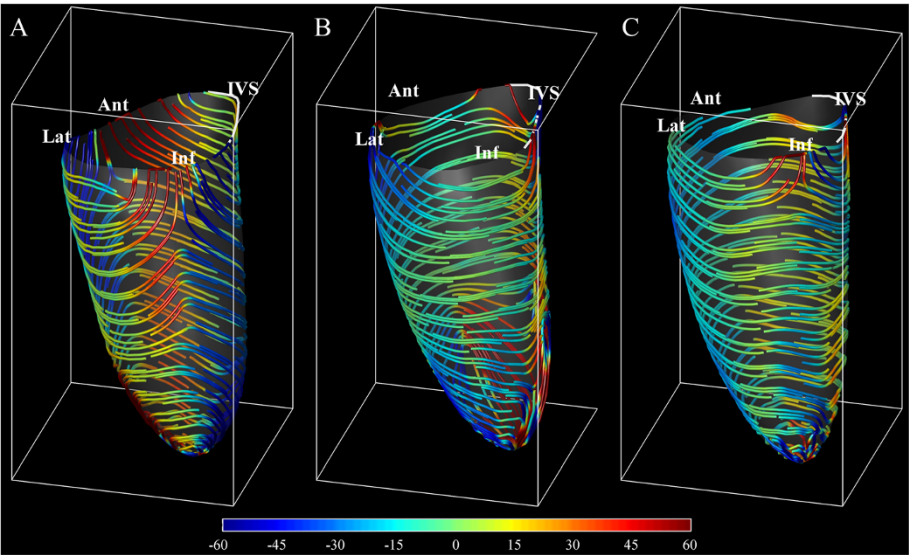 A
B
C
IVS
Ant
Lat
Inf
IVS
Ant
Lat
Inf
IVS
Ant
Lat
Inf
-60 -45 -30 -15 0 15 30 45 60